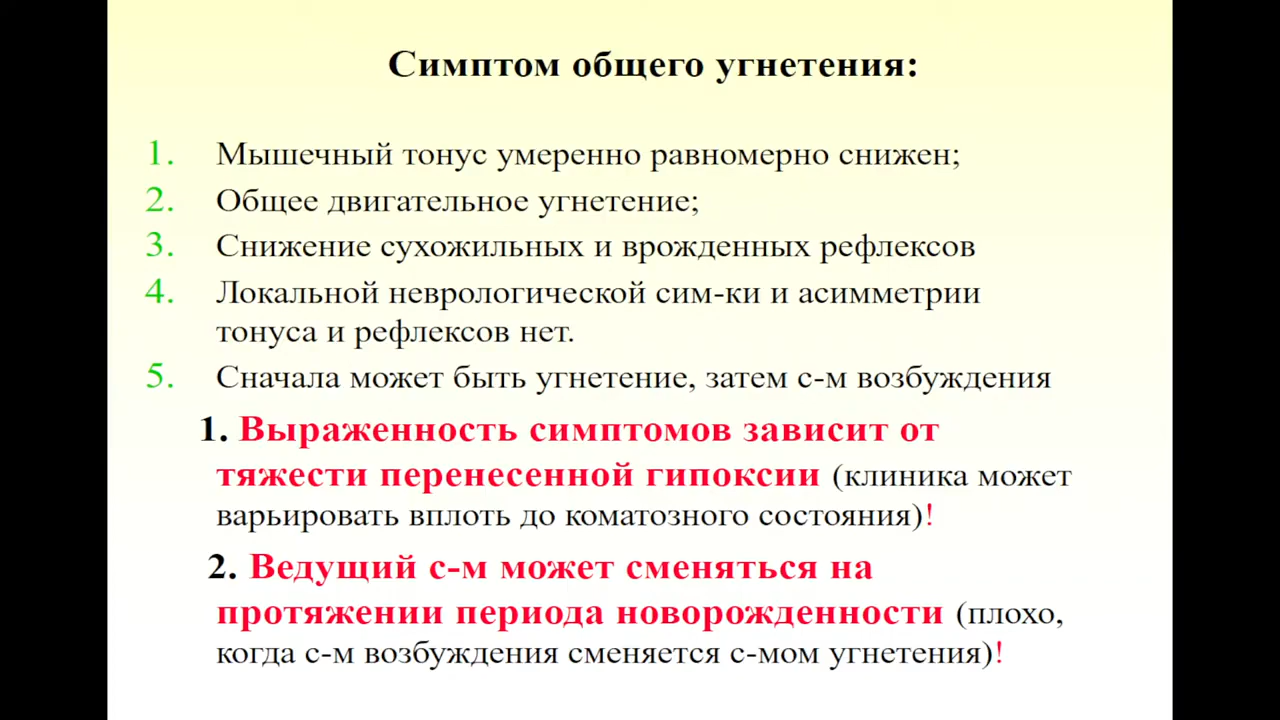 Симптом общего угнетения:
1. Мышечный тонус умеренно равномерно снижен;
2. Общее двигательное угнетение;
3. Снижение сухожильных и врожденных рефлексов
4. Локальной неврологической сим-ки и асимметрии
тонуса и рефлексов нет.
5. Сначала может быть угнетение, затем с-м возбуждения
1. Выраженность симптомов зависит от
тяжести перенесенной гипоксии (клиника может
варьировать вплоть до коматозного состояния)!
2. Ведущий с-м может сменяться на
протяжении периода новорожденности (плохо,
когда с-м возбуждения сменяется с-мом угнетения)!